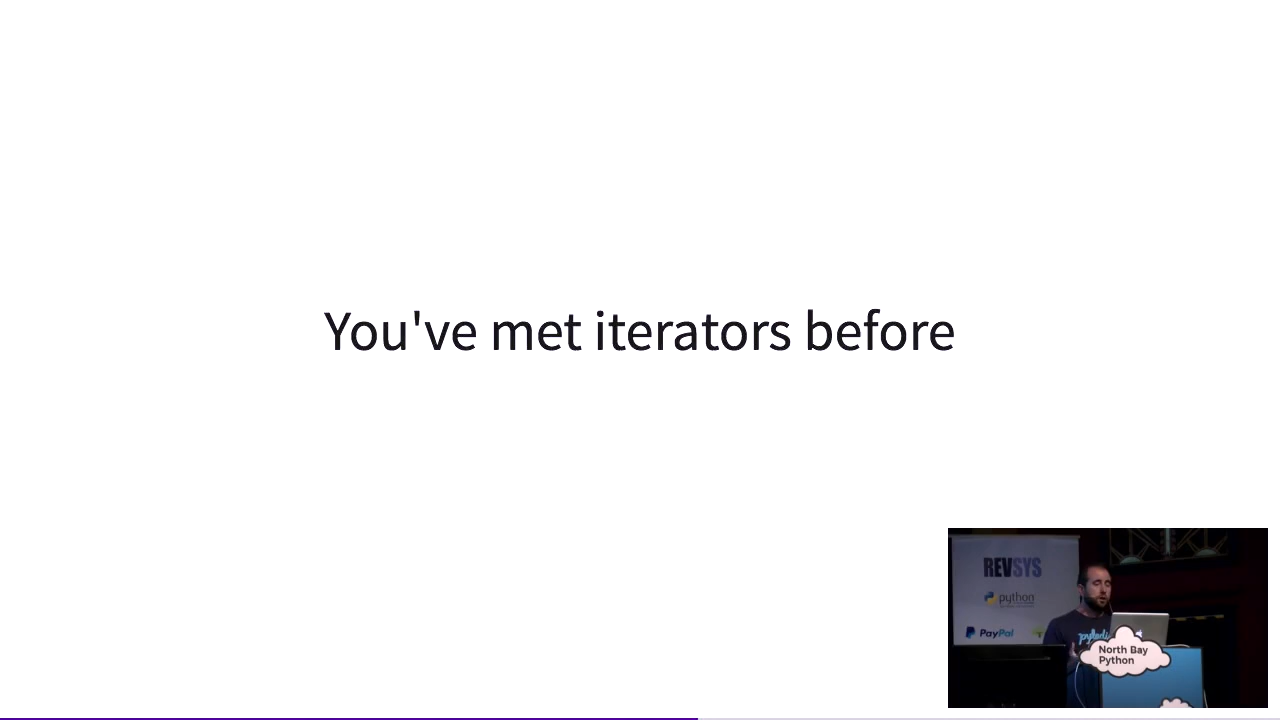 You've met iterators before
REVSYS
python
PayPal
North Bay
Python